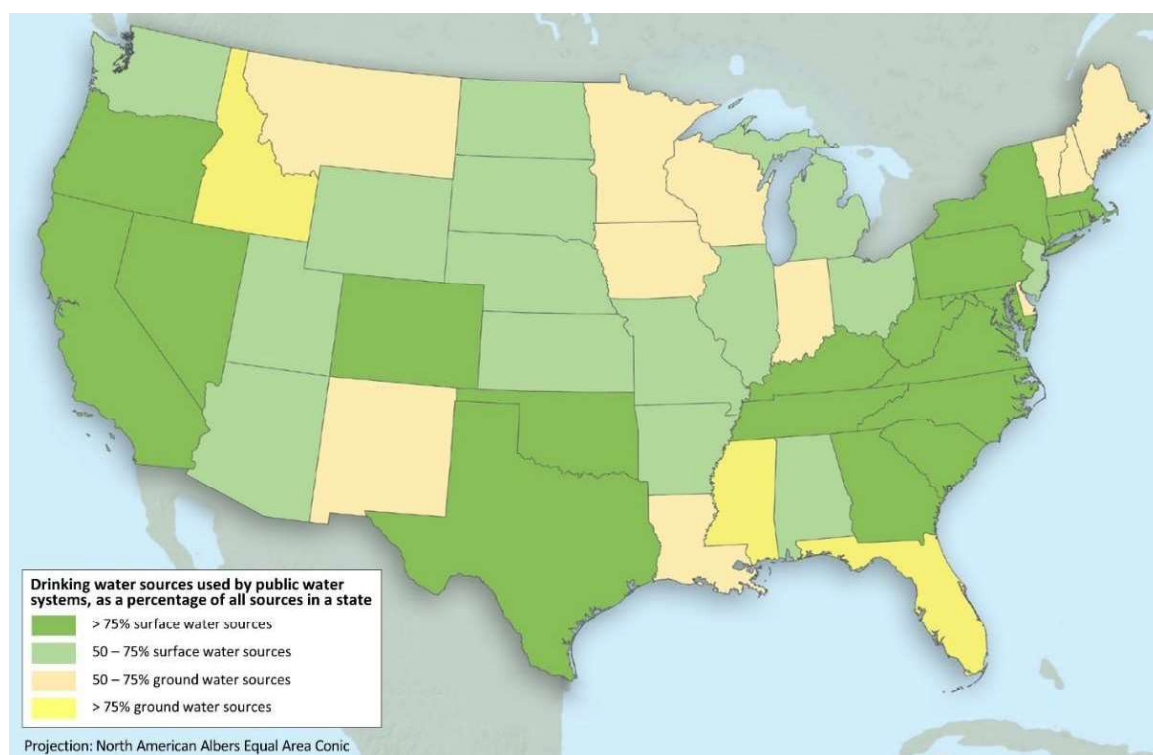 Drinking water sources used by public water
systems, as a percentage of all sources in a state
> 75% surface water sources
50 – 75% surface water sources
50 – 75% ground water sources
> 75% ground water sources
Projection: North American Albers Equal Area Conic